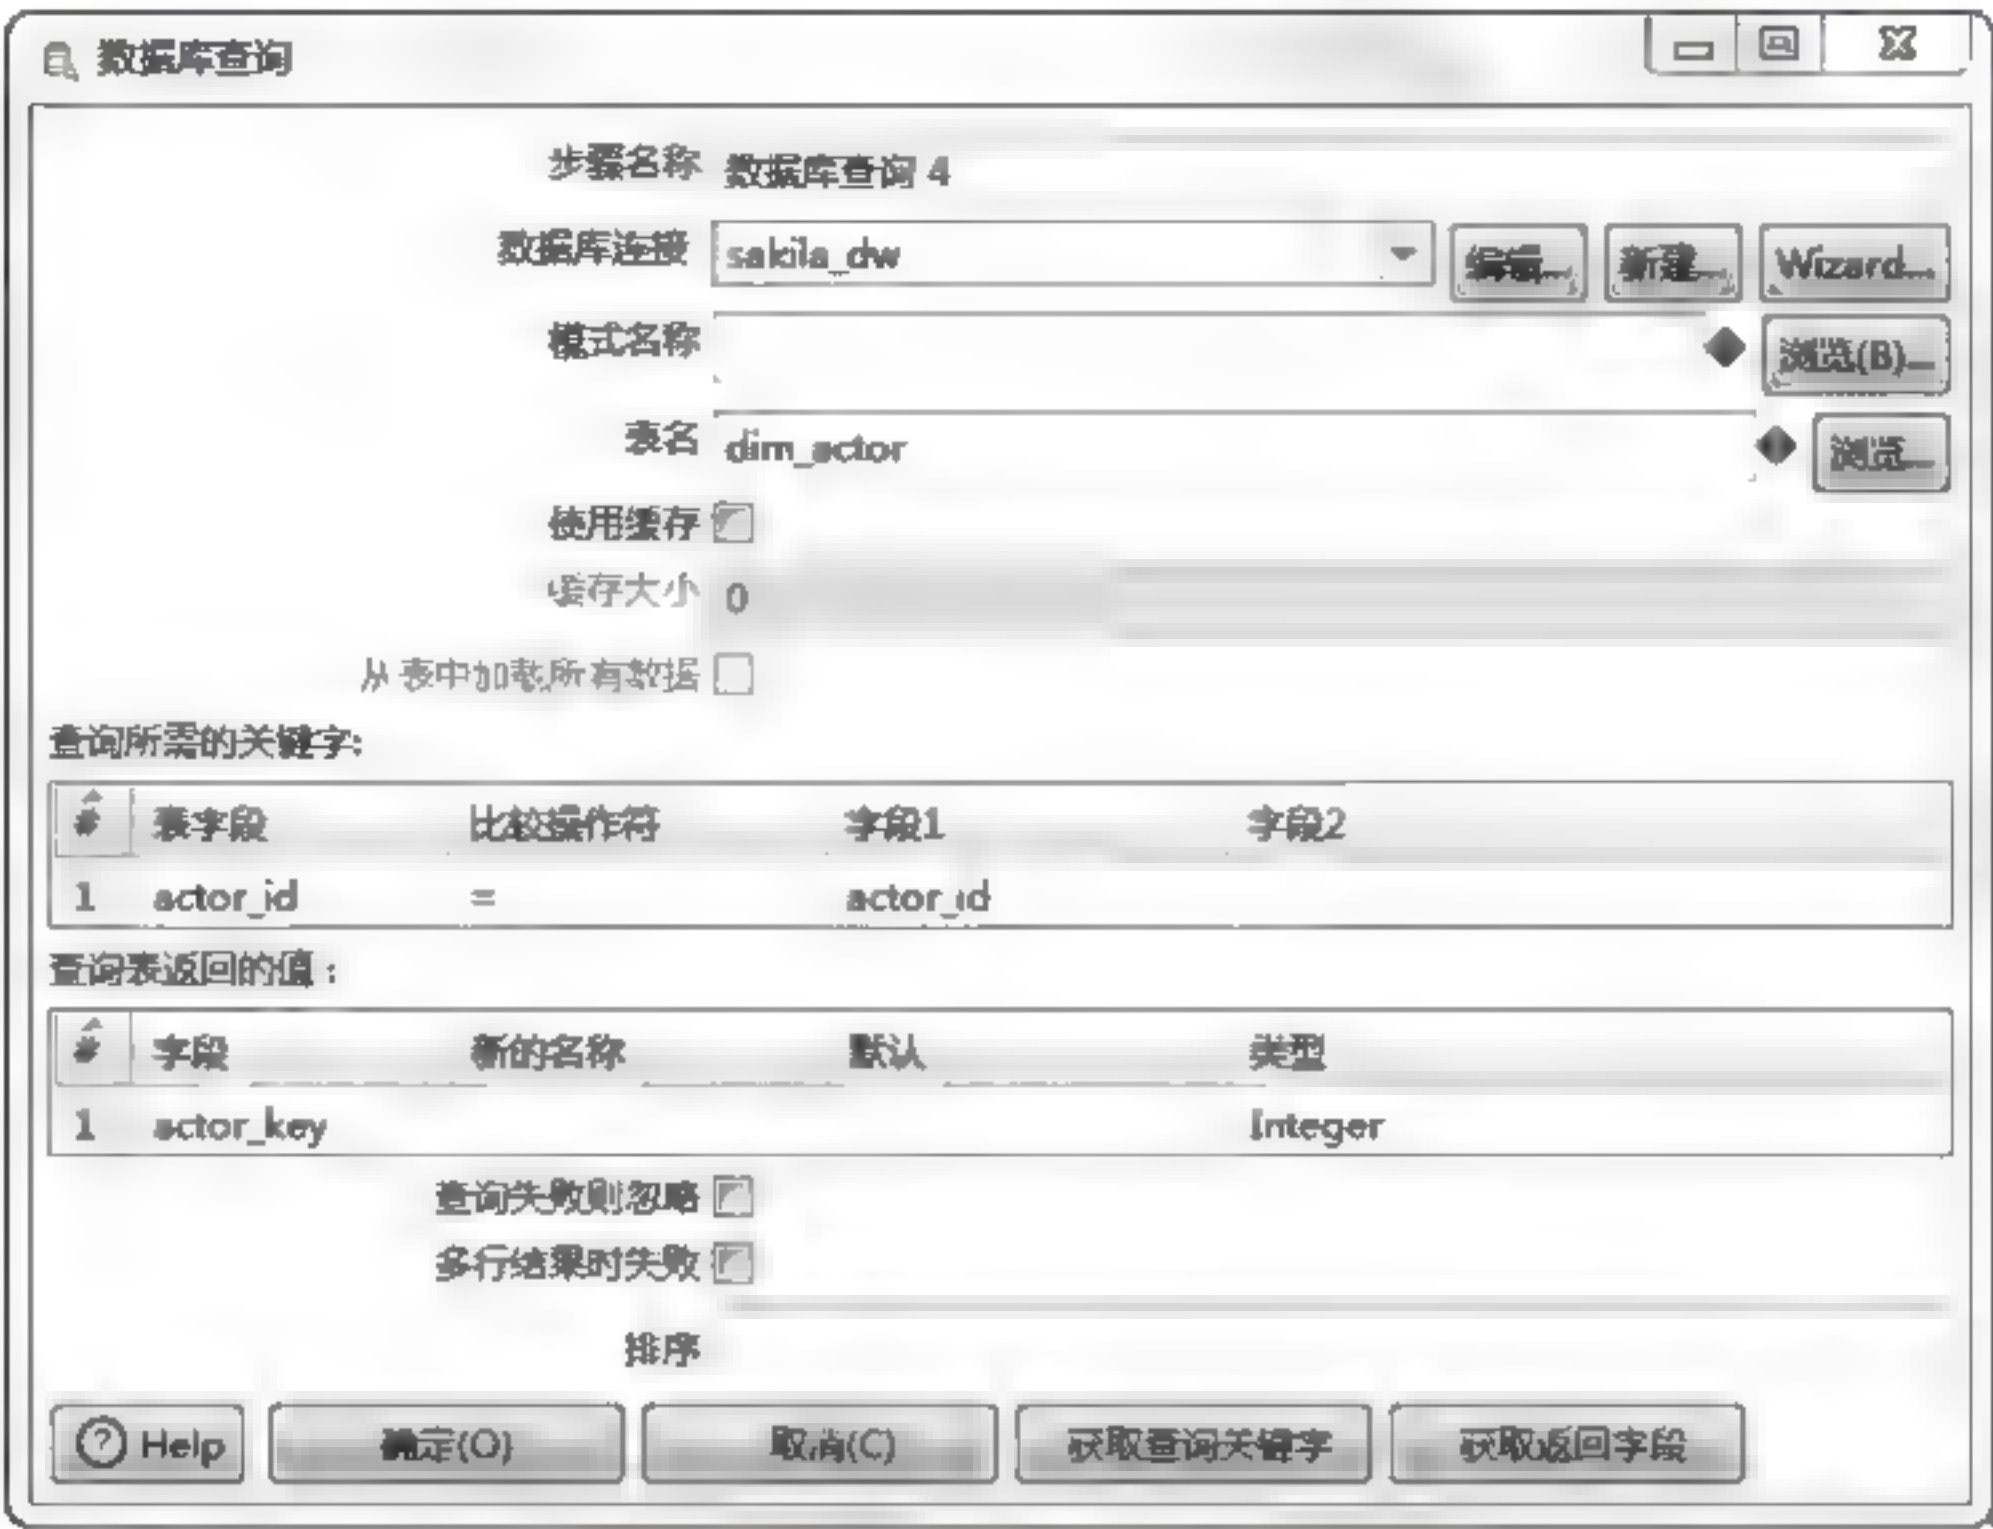 数据库查询
步骤名称 数据库查询 4
数据库连接 sakila_dw 编辑... 新建... Wizard...
模式名称 浏览(B)...
表名 dim_actor 浏览...
使用缓存
缓存大小 0
从表中加载所有数据
查询所需的关键字:
# 表字段 比较操作符 字段1 字段2
1 actor_id = actor_id
查询表返回的值：
# 字段 新的名称 默认 类型
1 actor_key Integer
查询失败则忽略
多行结果时失败
排序
Help 确定(O) 取消(C) 获取查询关键字 获取返回字段